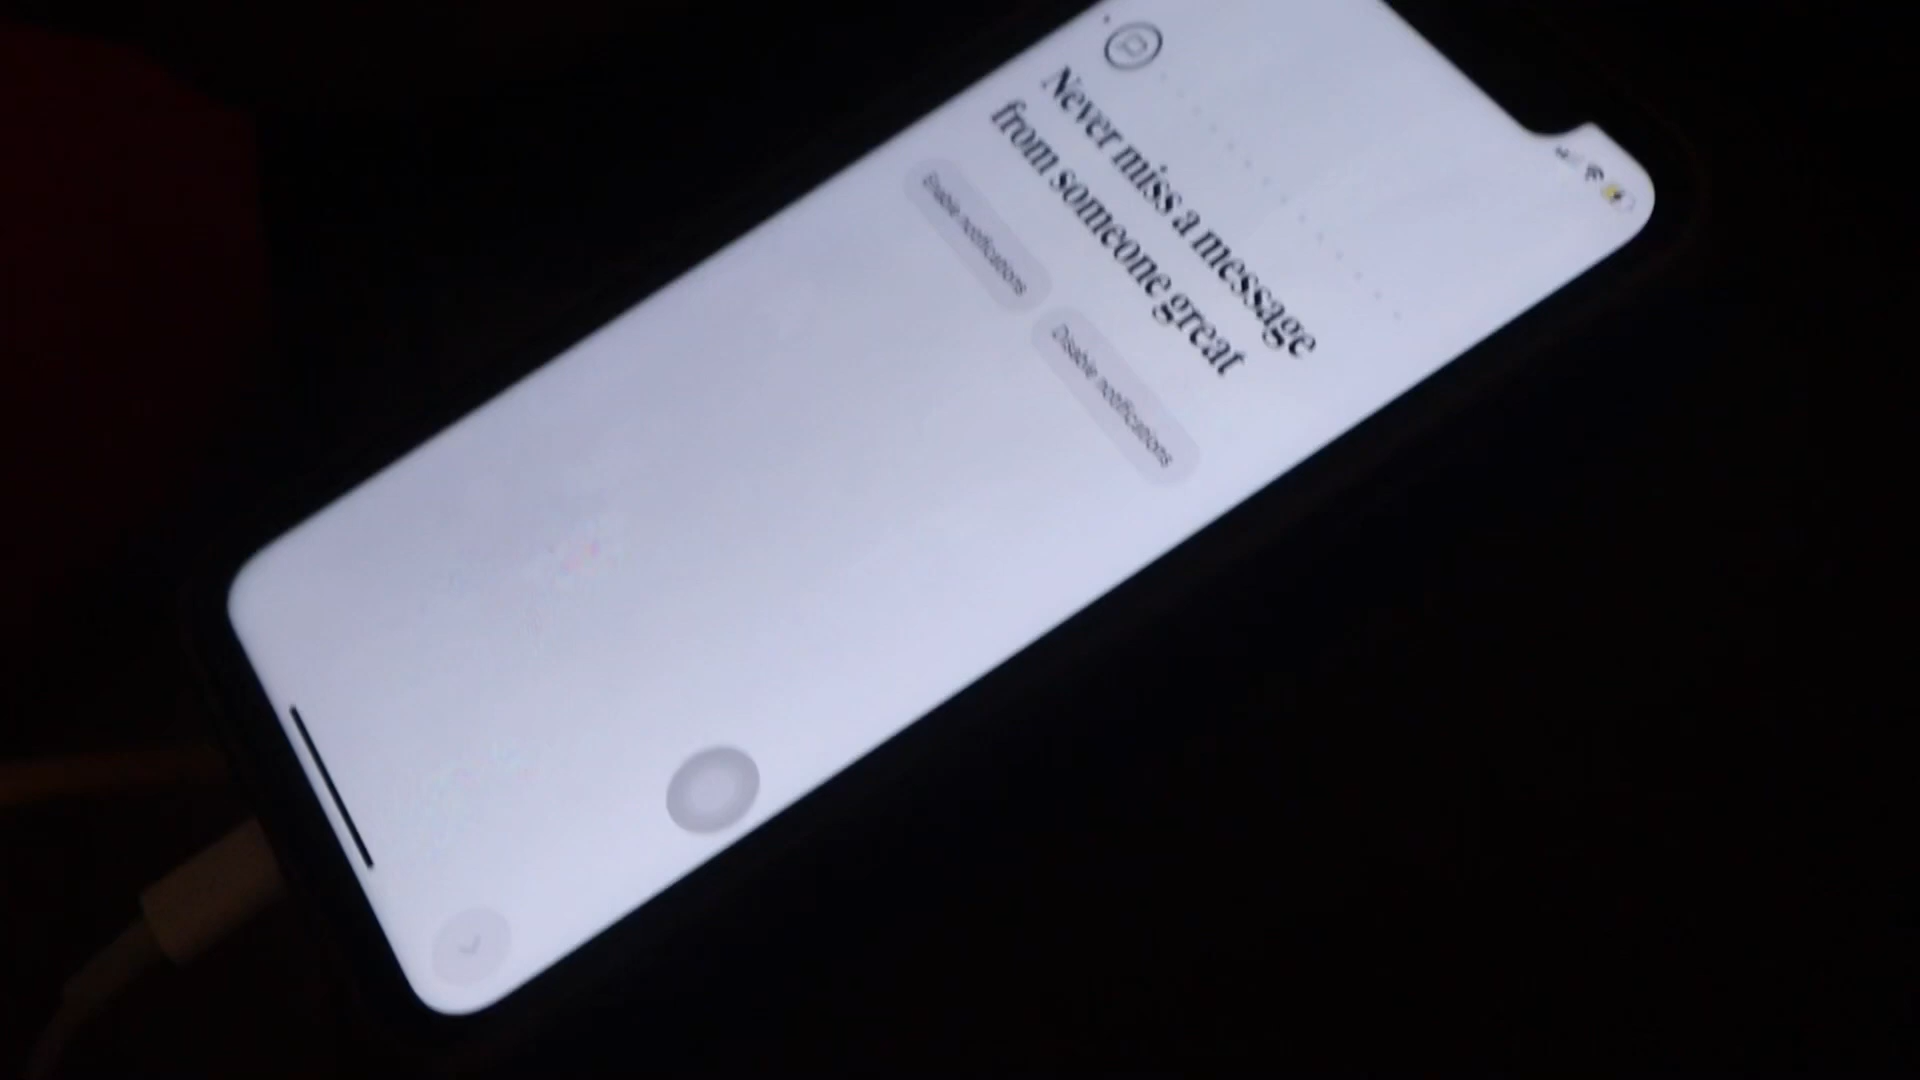 Never miss a message
from someone great
Enable notifications
Disable notifications